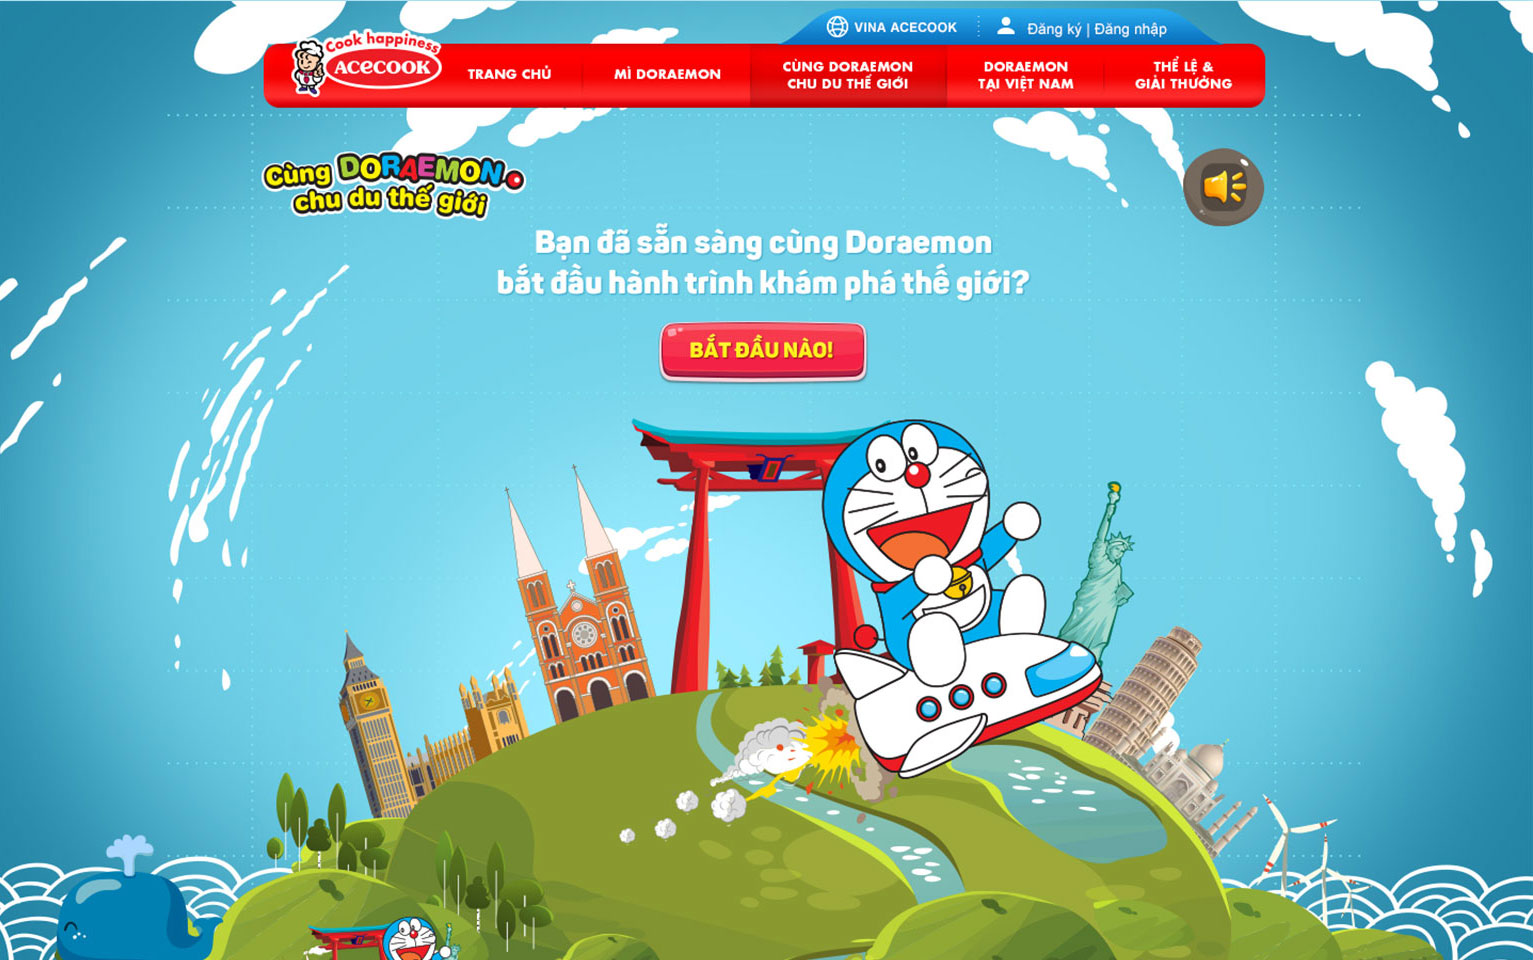 VINA ACECOOK
Đăng ký | Đăng nhập
Cook happiness
ACECOOK
TRANG CHỦ
MÌ DORAEMON
CÙNG DORAEMON
CHU DU THẾ GIỚI
DORAEMON
TẠI VIỆT NAM
THỂ LỆ &
GIẢI THƯỞNG
Cùng DORAEMON
chu du thế giới
Bạn đã sẵn sàng cùng Doraemon
bắt đầu hành trình khám phá thế giới?
BẮT ĐẦU NÀO!